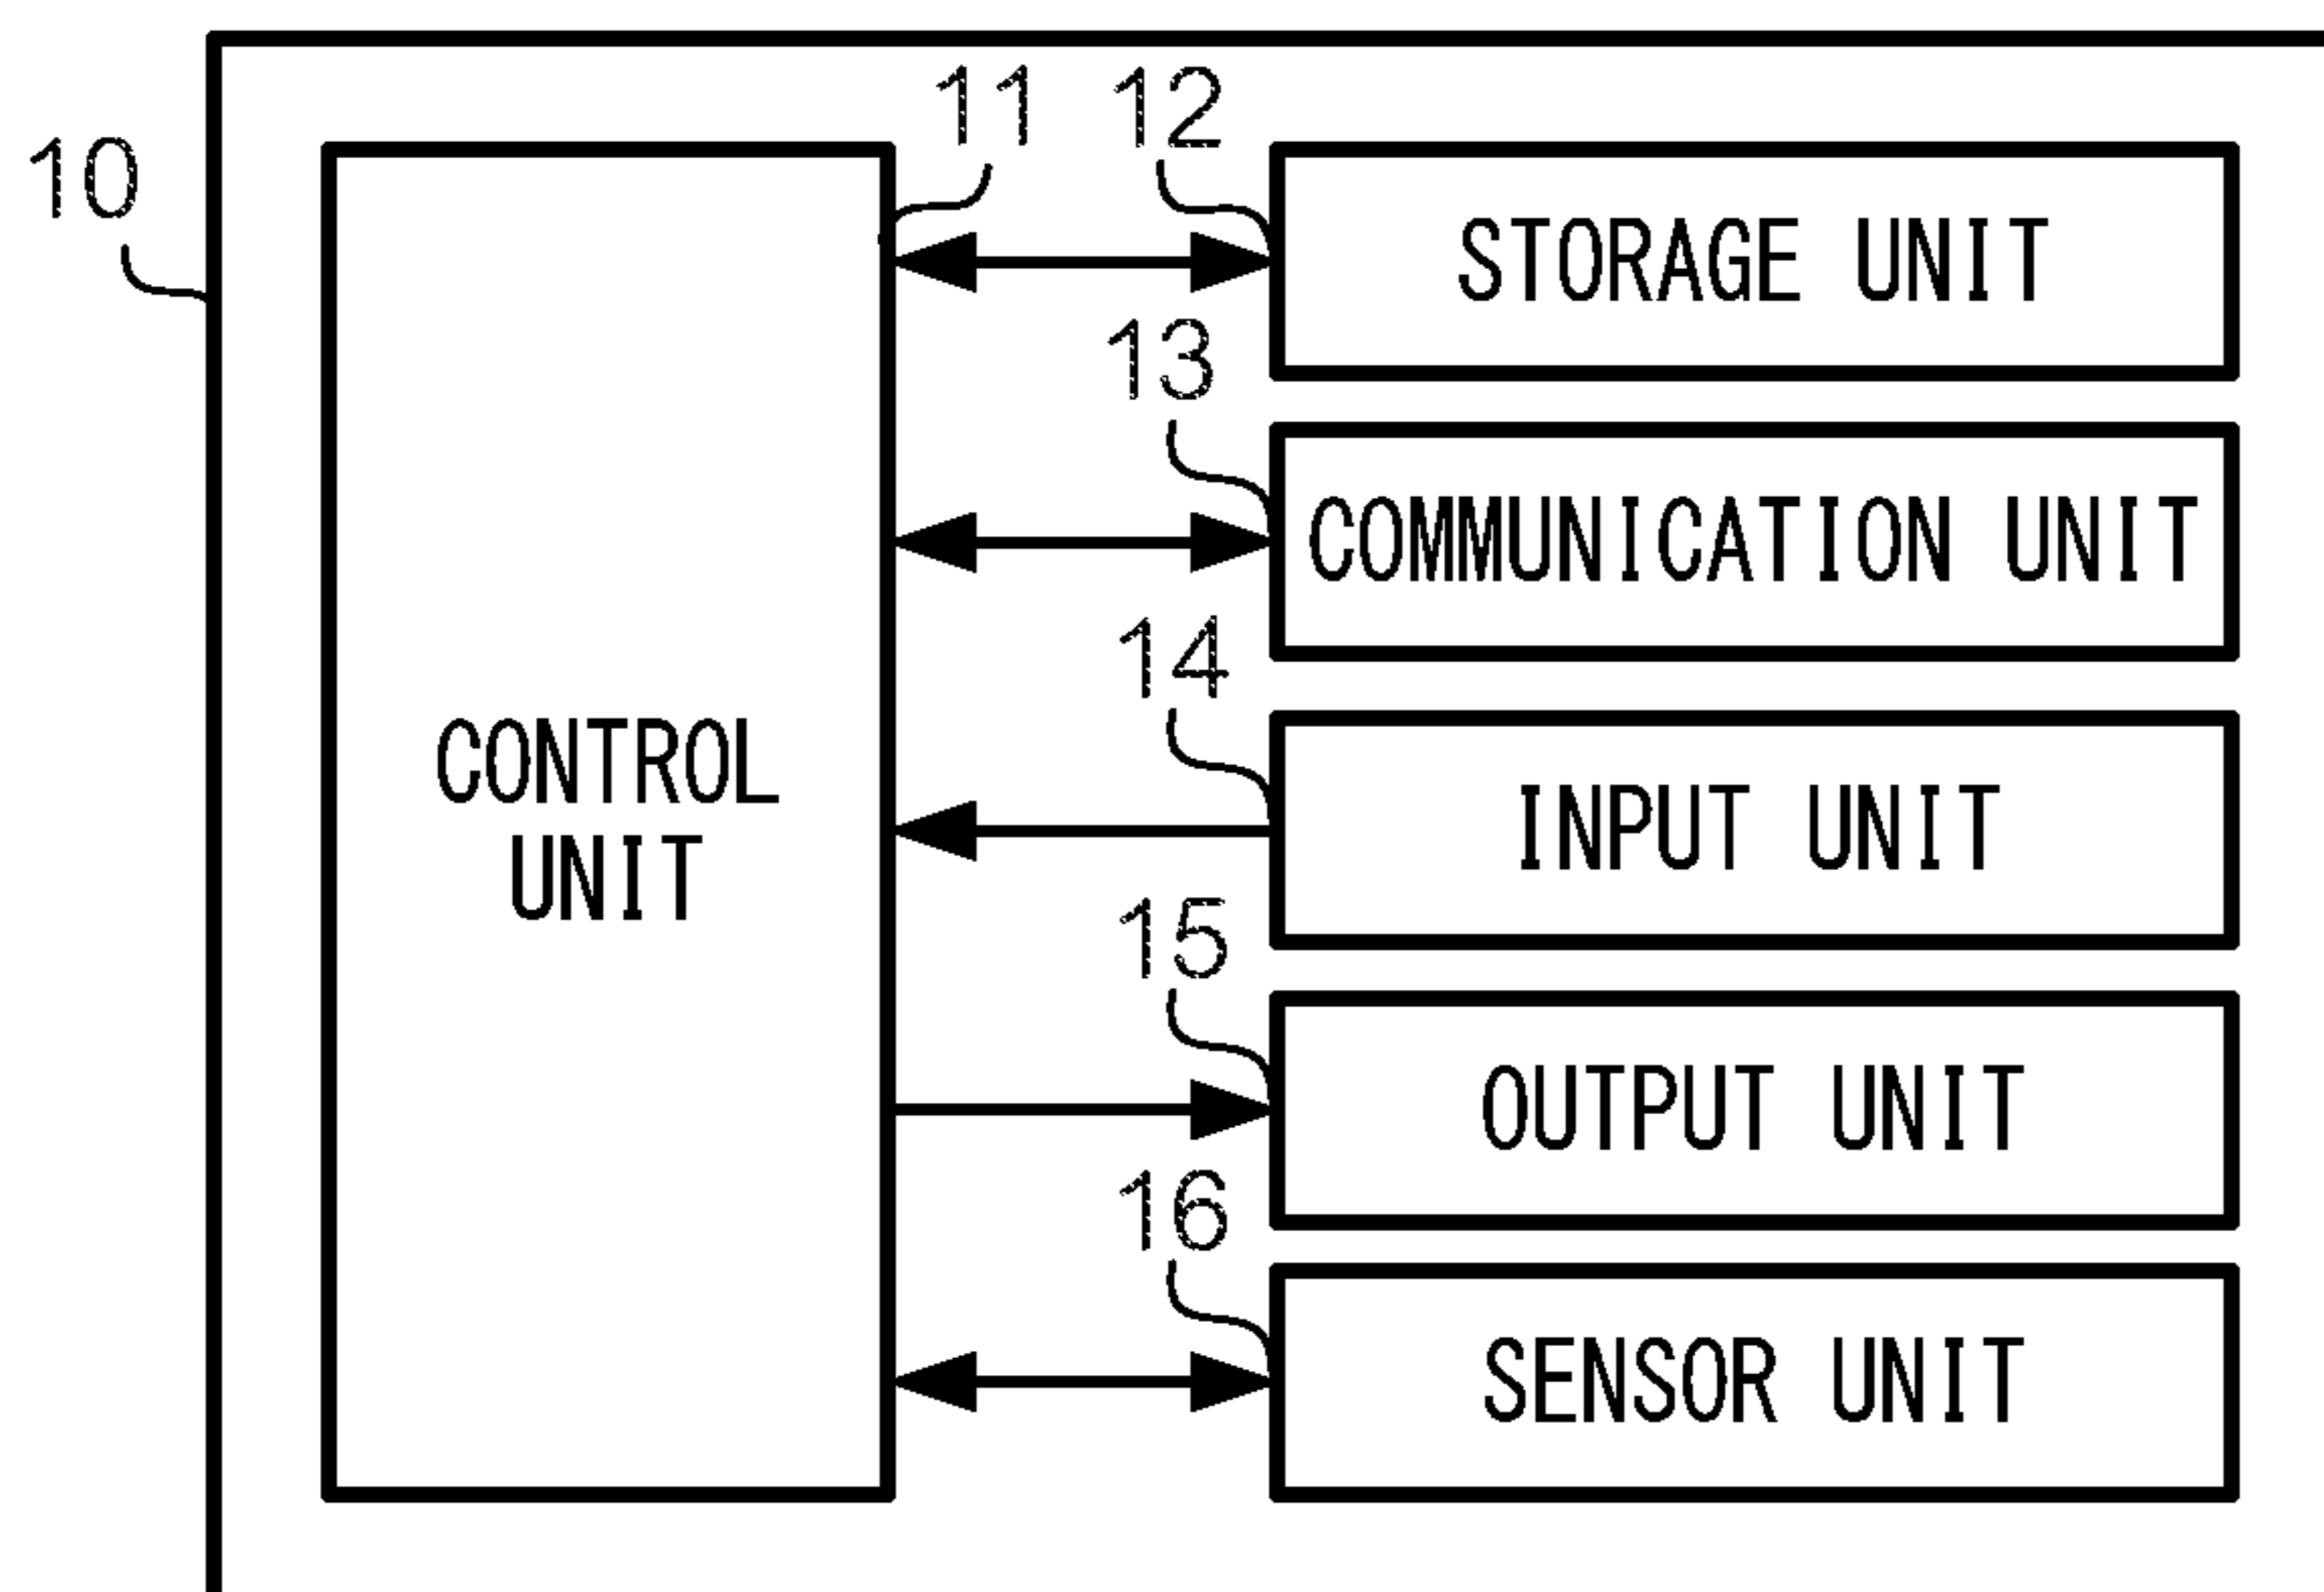 10
11
12
STORAGE UNIT
13
COMMUNICATION UNIT
14
INPUT UNIT
CONTROL
UNIT
15
OUTPUT UNIT
16
SENSOR UNIT